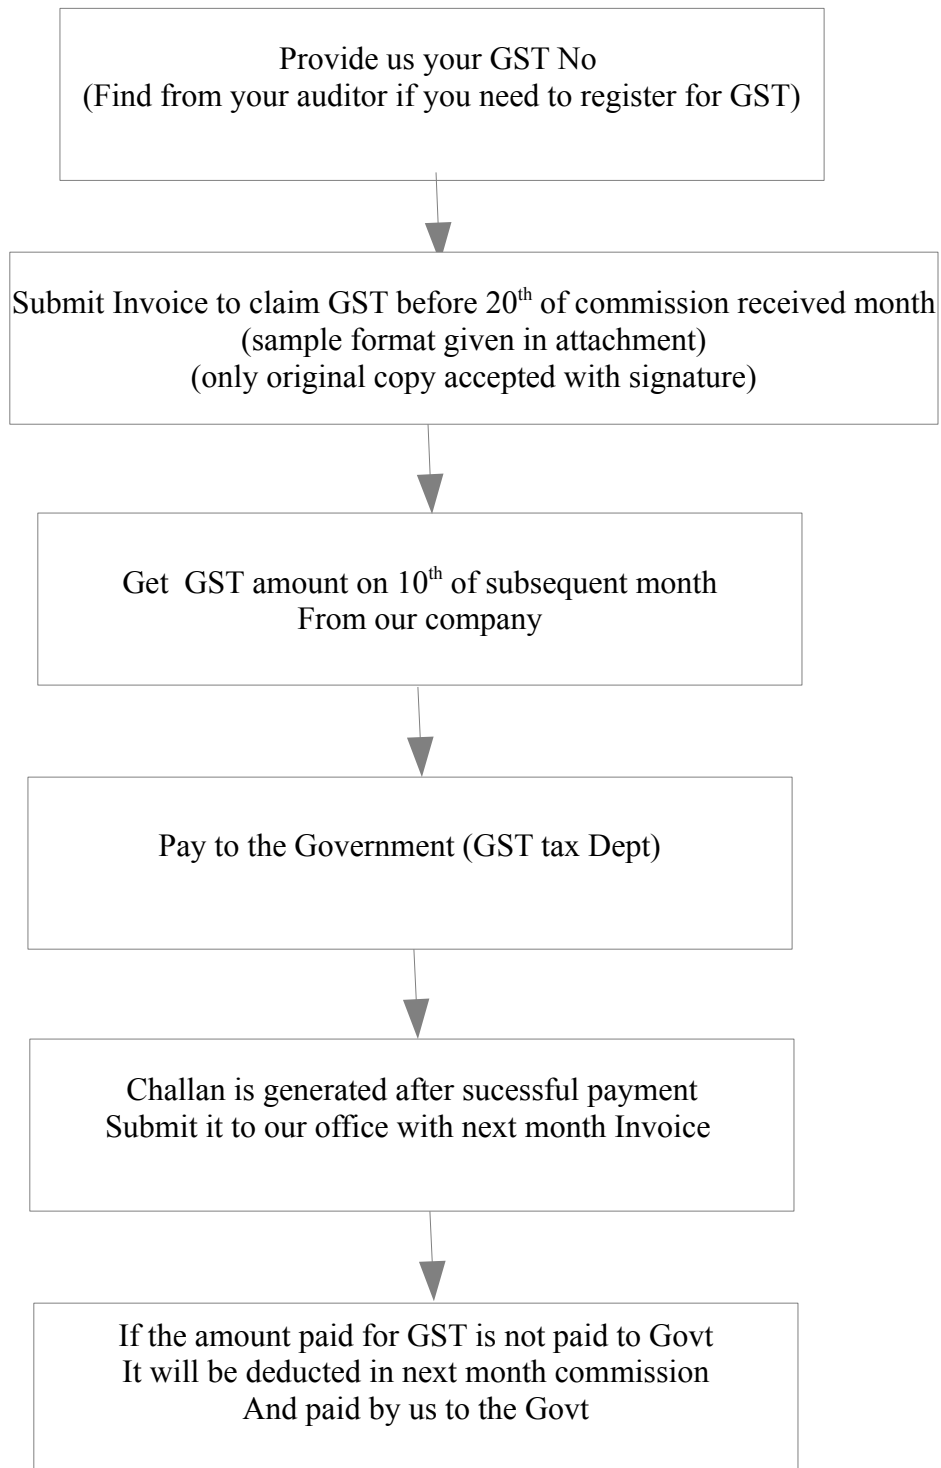 Provide us your GST No
(Find from your auditor if you need to register for GST)
Submit Invoice to claim GST before 20th of commission received month
(sample format given in attachment)
(only original copy accepted with signature)
Get GST amount on 10th of subsequent month
From our company
Pay to the Government (GST tax Dept)
Challan is generated after sucessful payment
Submit it to our office with next month Invoice
If the amount paid for GST is not paid to Govt
It will be deducted in next month commission
And paid by us to the Govt